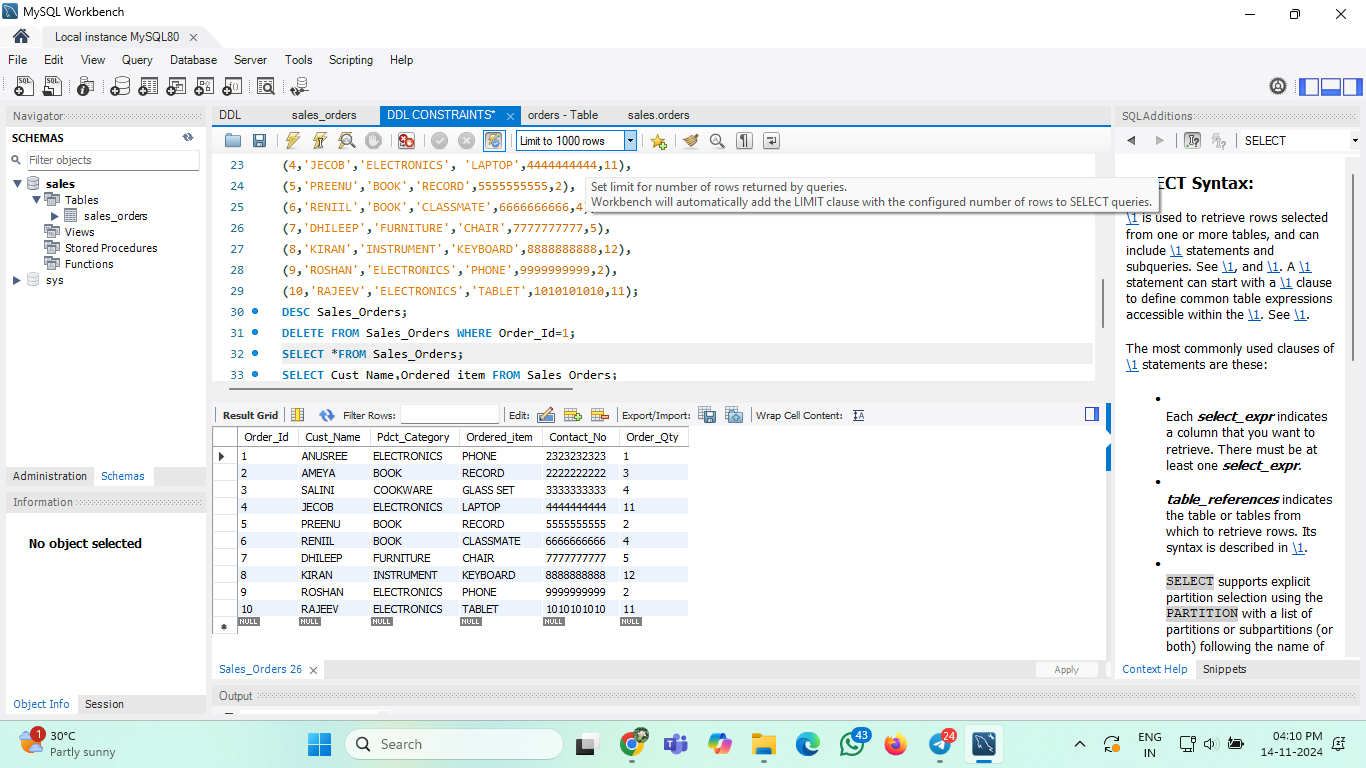 MySQL Workbench
Local instance MySQL80
File Edit View Query Database Server Tools Scripting Help
Navigator
SCHEMAS
Filter objects
sales
Tables
sales_orders
Views
Stored Procedures
Functions
sys
Administration Schemas
Information
No object selected
Object Info Session
DDL sales_orders DDL CONSTRAINTS* orders - Table sales.orders
Limit to 1000 rows
23 (4,'JECOB','ELECTRONICS', 'LAPTOP',4444444444,11),
24 (5,'PREENU','BOOK','RECORD',5555555555,2),
25 (6,'RENIIL','BOOK','CLASSMATE',6666666666,4),
26 (7,'DHILEEP','FURNITURE','CHAIR',7777777777,5),
27 (8,'KIRAN','INSTRUMENT','KEYBOARD',8888888888,12),
28 (9,'ROSHAN','ELECTRONICS','PHONE',9999999999,2),
29 (10,'RAJEEV','ELECTRONICS','TABLET',1010101010,11);
30 DESC Sales_Orders;
31 DELETE FROM Sales_Orders WHERE Order_Id=1;
32 SELECT *FROM Sales_Orders;
33 SELECT Cust_Name,Ordered_item FROM Sales_Orders;
Set limit for number of rows returned by queries.
Workbench will automatically add the LIMIT clause with the configured number of rows to SELECT queries.
Result Grid Filter Rows: Edit: Export/Import: Wrap Cell Content:
Order_Id Cust_Name Pdct_Category Ordered_item Contact_No Order_Qty
1 ANUSREE ELECTRONICS PHONE 2323232323 1
2 AMEYA BOOK RECORD 2222222222 3
3 SALINI COOKWARE GLASS SET 3333333333 4
4 JECOB ELECTRONICS LAPTOP 4444444444 11
5 PREENU BOOK RECORD 5555555555 2
6 RENIIL BOOK CLASSMATE 6666666666 4
7 DHILEEP FURNITURE CHAIR 7777777777 5
8 KIRAN INSTRUMENT KEYBOARD 8888888888 12
9 ROSHAN ELECTRONICS PHONE 9999999999 2
10 RAJEEV ELECTRONICS TABLET 1010101010 11
NULL NULL NULL NULL NULL NULL
Sales_Orders 26
Apply
Output
SQLAdditions
SELECT
ECT Syntax:
\1 is used to retrieve rows selected
from one or more tables, and can
include \1 statements and
subqueries. See \1, and \1. A \1
statement can start with a \1 clause
to define common table expressions
accessible within the \1. See \1.
The most commonly used clauses of
\1 statements are these:
•
Each select_expr indicates
a column that you want to
retrieve. There must be at
least one select_expr.
•
table_references indicates
the table or tables from
which to retrieve rows. Its
syntax is described in \1.
•
SELECT supports explicit
partition selection using the
PARTITION with a list of
partitions or subpartitions (or
both) following the name of
Context Help Snippets
1
30°C
Partly sunny
Search
43
24
ENG
IN
04:10 PM
14-11-2024